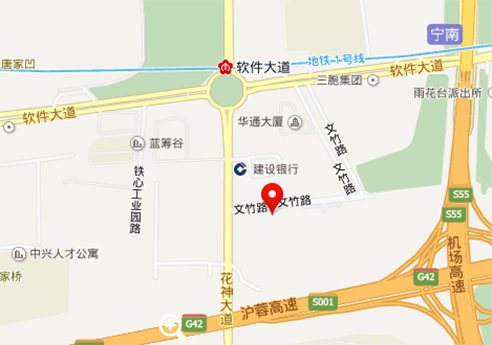 宁南
唐家凹
软件大道
地铁1号线
三胞集团
软件大道
雨花台派出所
软件大道
华通大厦
蓝筹谷
文竹路
文竹路
建设银行
铁心工业园路
文竹路
文竹路
S55
S55
中兴人才公寓
家桥
花神大道
机场高速
G42
沪蓉高速
S001
G42